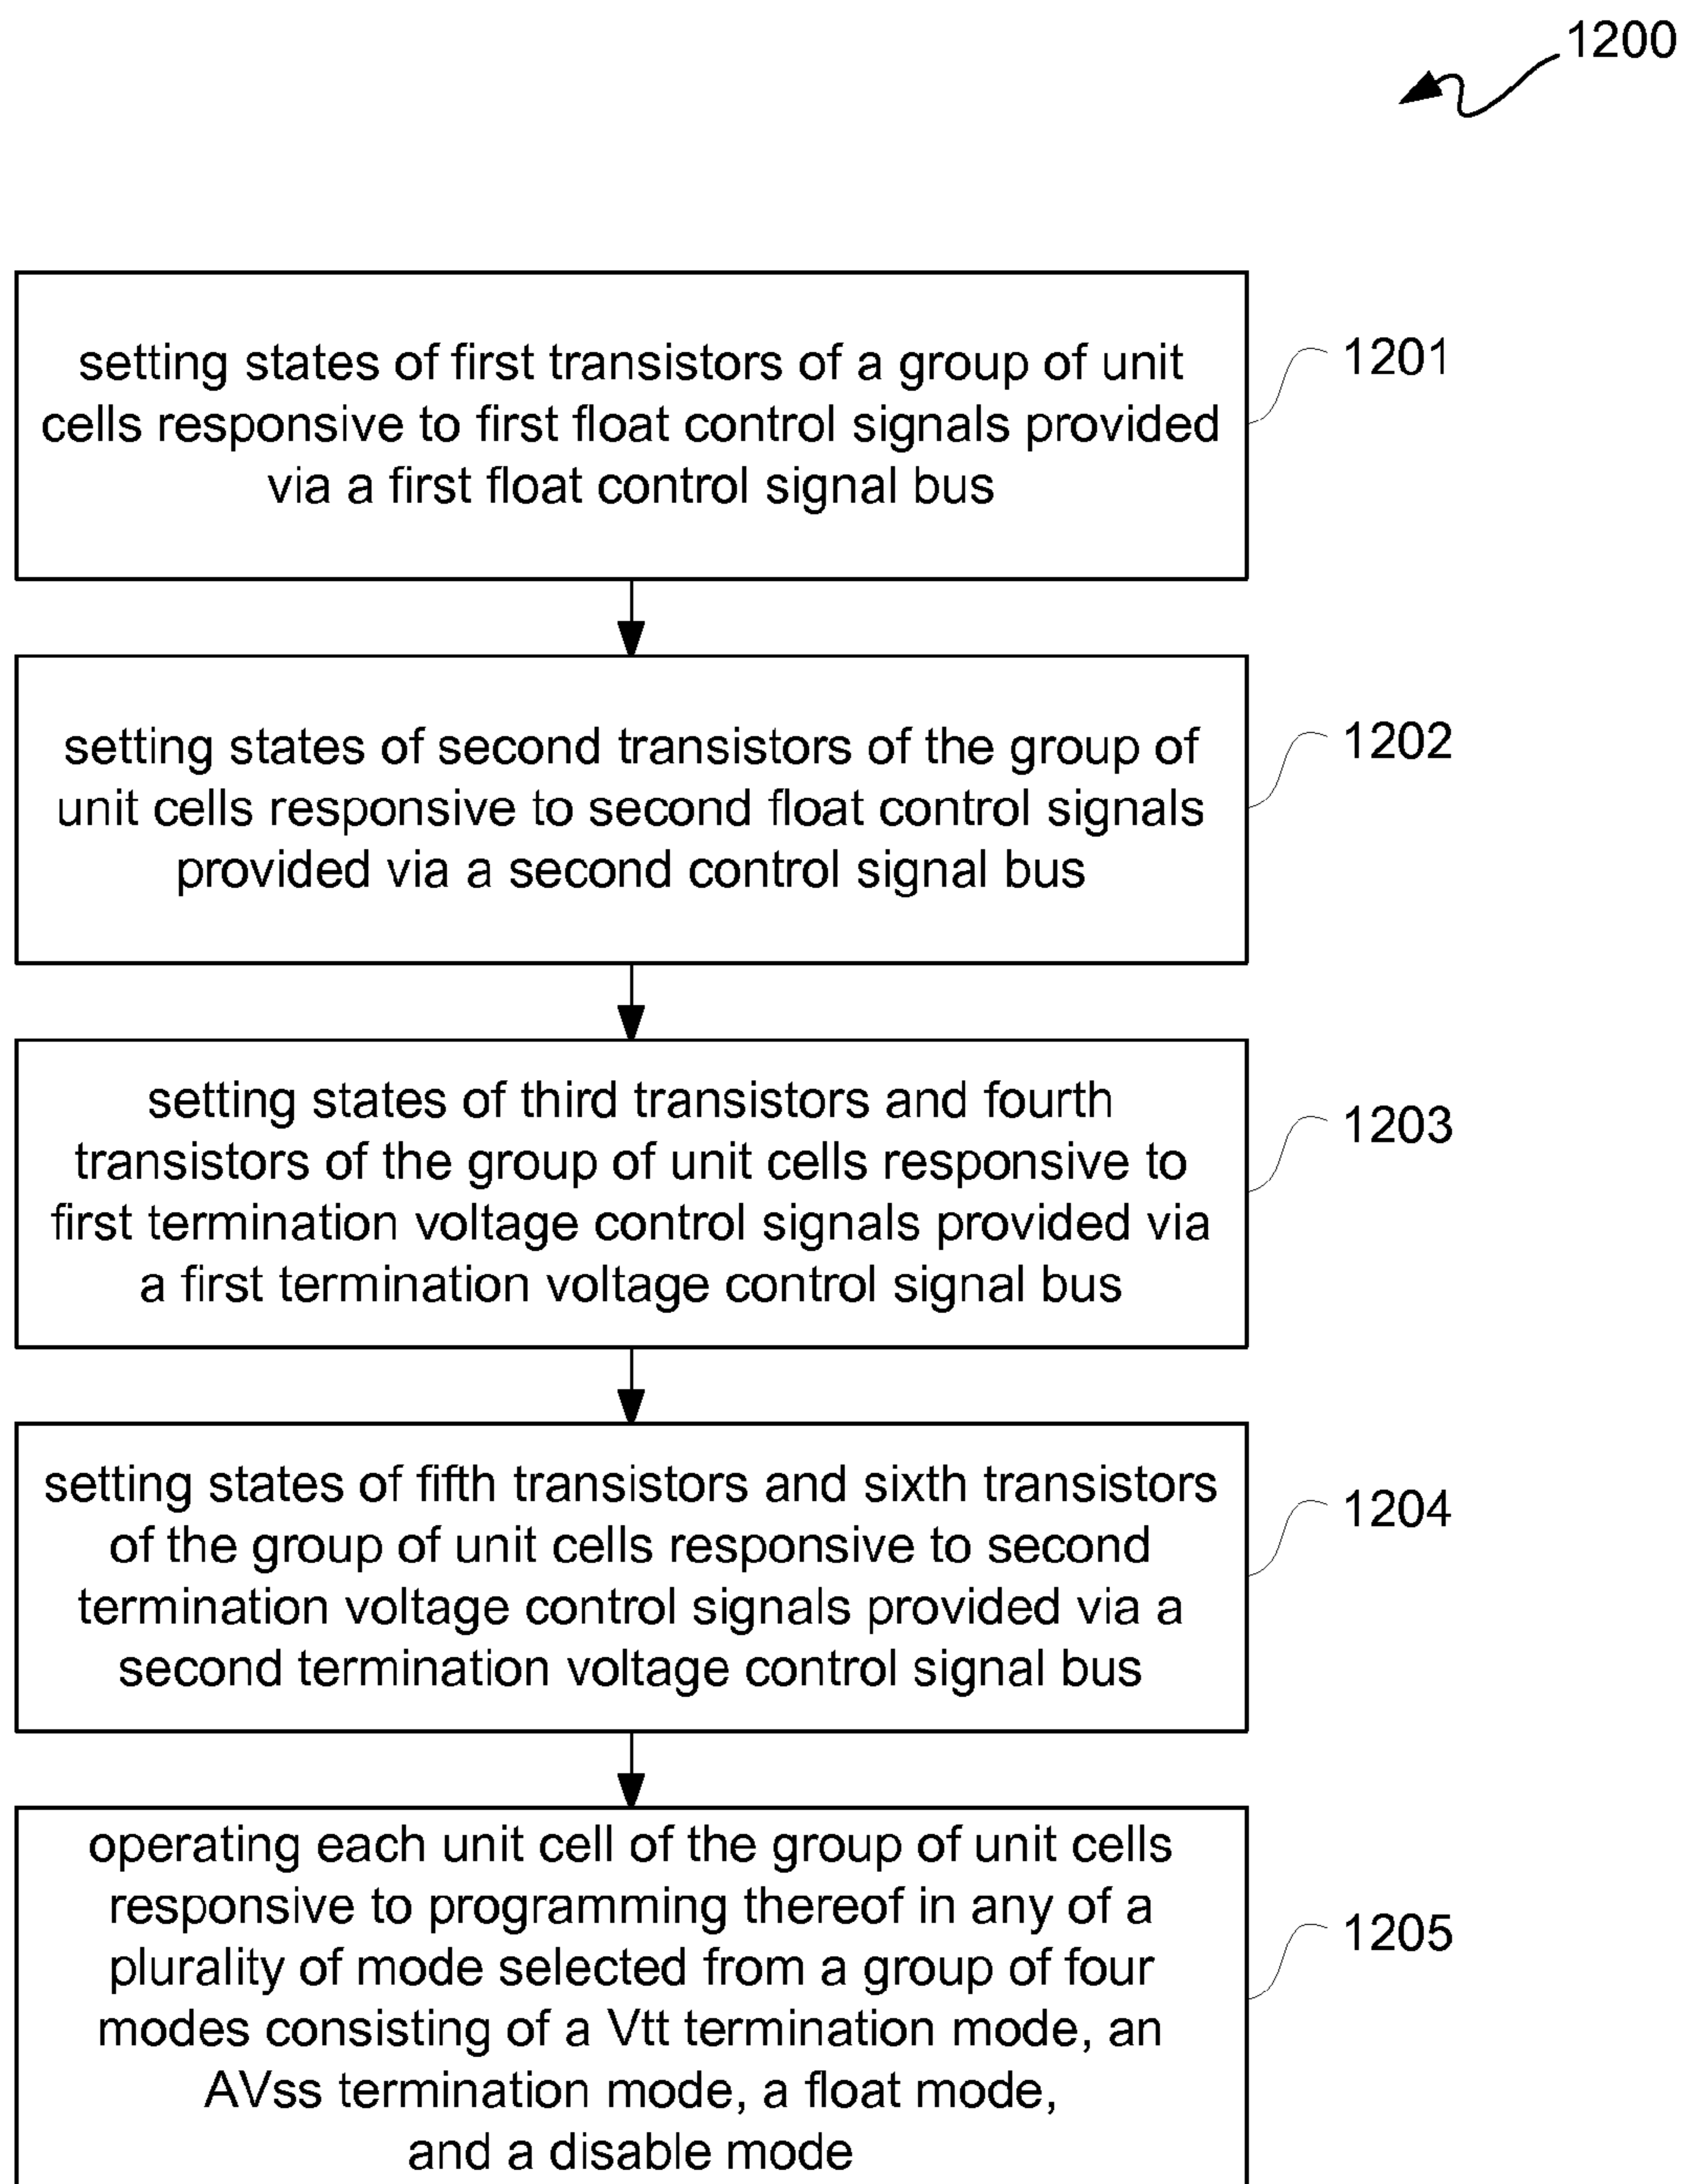 1200
setting states of first transistors of a group of unit
cells responsive to first float control signals provided
via a first float control signal bus
1201
setting states of second transistors of the group of
unit cells responsive to second float control signals
provided via a second control signal bus
1202
setting states of third transistors and fourth
transistors of the group of unit cells responsive to
first termination voltage control signals provided via
a first termination voltage control signal bus
1203
setting states of fifth transistors and sixth transistors
of the group of unit cells responsive to second
termination voltage control signals provided via a
second termination voltage control signal bus
1204
operating each unit cell of the group of unit cells
responsive to programming thereof in any of a
plurality of mode selected from a group of four
modes consisting of a Vtt termination mode, an
AVss termination mode, a float mode,
and a disable mode
1205